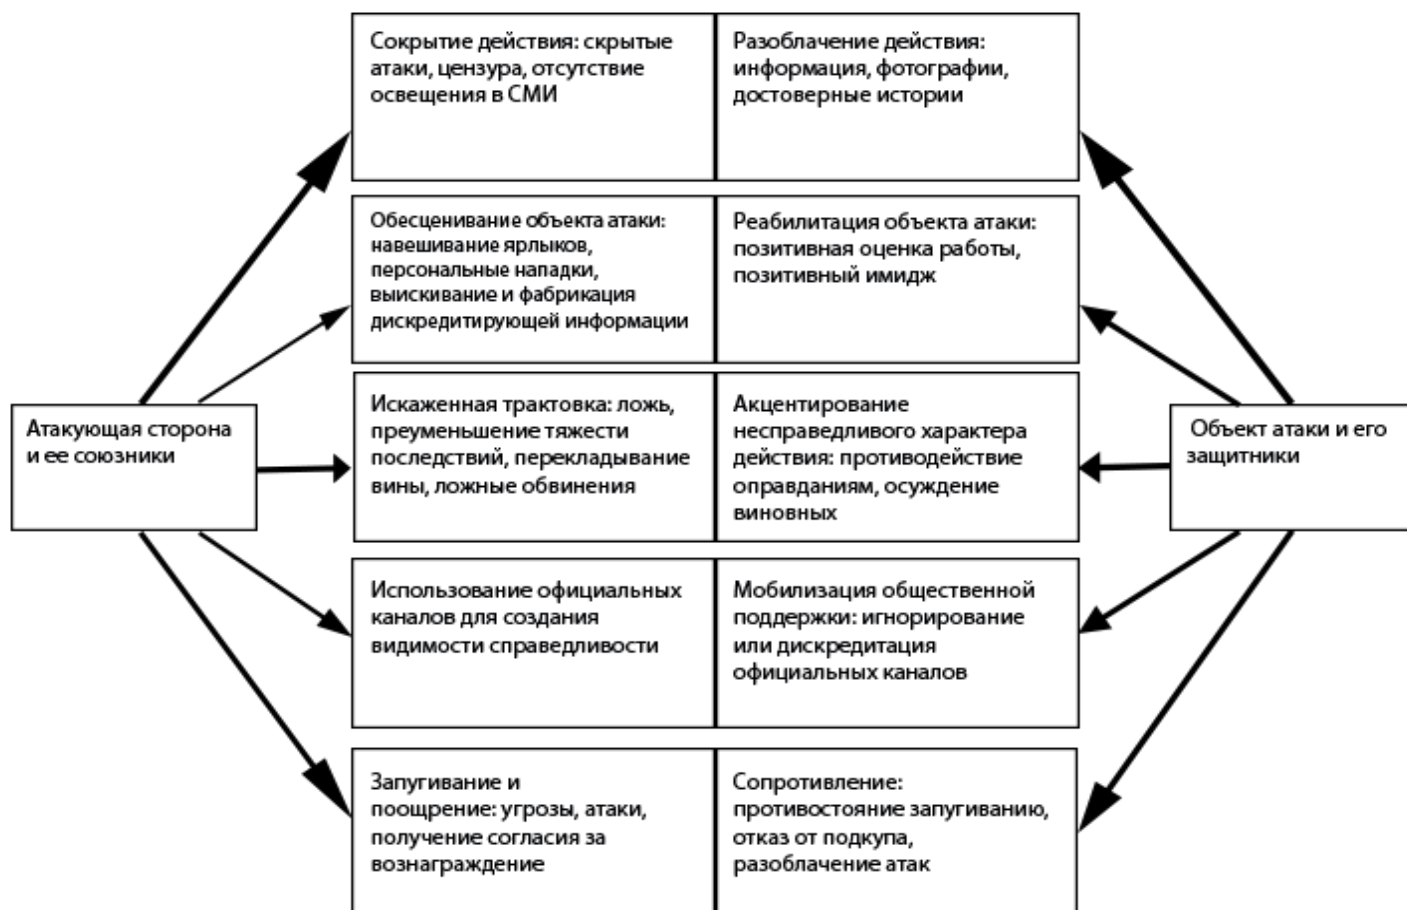 Сокрытие действия: скрытые
атаки, цензура, отсутствие
освещения в СМИ
Разоблачение действия:
информация, фотографии,
достоверные истории
Обесценивание объекта атаки:
навешивание ярлыков,
персональные нападки,
выискивание и фабрикация
дискредитирующей информации
Реабилитация объекта атаки:
позитивная оценка работы,
позитивный имидж
Атакующая сторона
и ее союзники
Искаженная трактовка: ложь,
преуменьшение тяжести
последствий, перекладывание
вины, ложные обвинения
Акцентирование
несправедливого характера
действия: противодействие
оправданиям, осуждение
виновных
Объект атаки и его
защитники
Использование официальных
каналов для создания
видимости справедливости
Мобилизация общественной
поддержки: игнорирование
или дискредитация
официальных каналов
Запугивание и
поощрение: угрозы, атаки,
получение согласия за
вознаграждение
Сопротивление:
противостояние запугиванию,
отказ от подкупа,
разоблачение атак